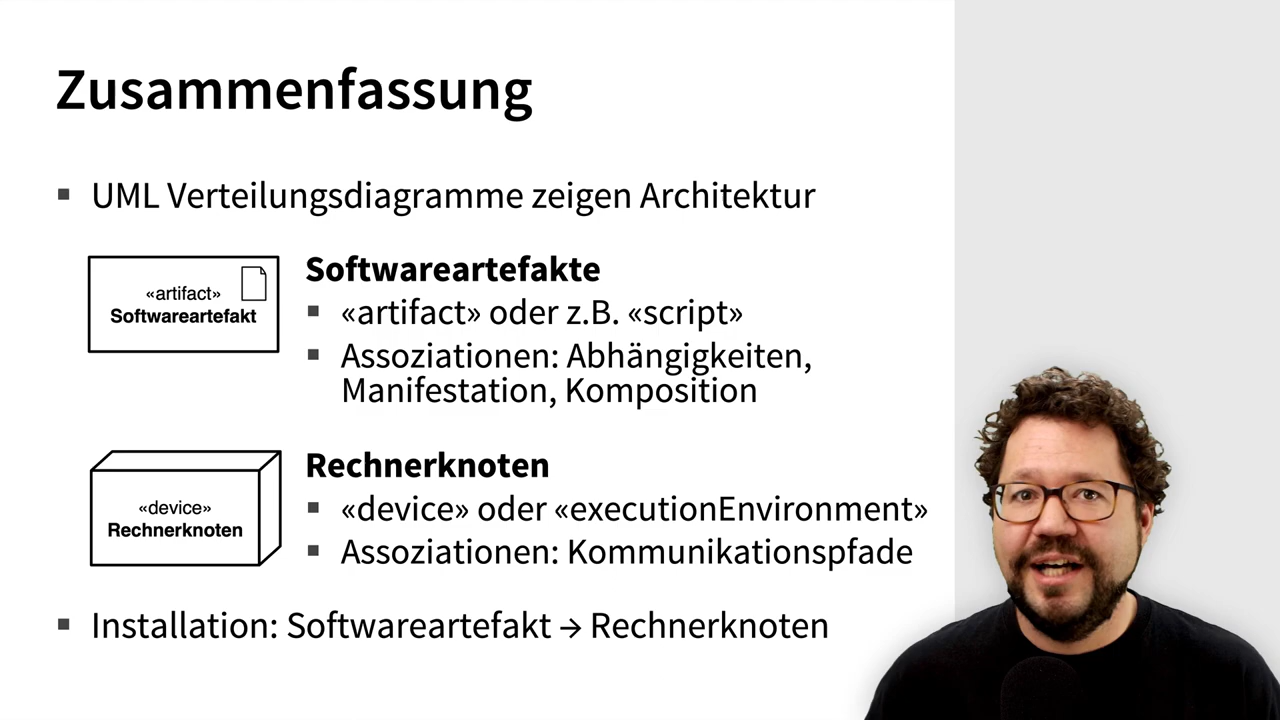 Zusammenfassung
UML Verteilungsdiagramme zeigen Architektur
«artifact»
Softwareartefakt
Softwareartefakte
«artifact» oder z.B. «script»
Assoziationen: Abhängigkeiten,
Manifestation, Komposition
«device»
Rechnerknoten
Rechnerknoten
«device» oder «executionEnvironment»
Assoziationen: Kommunikationspfade
Installation: Softwareartefakt → Rechnerknoten